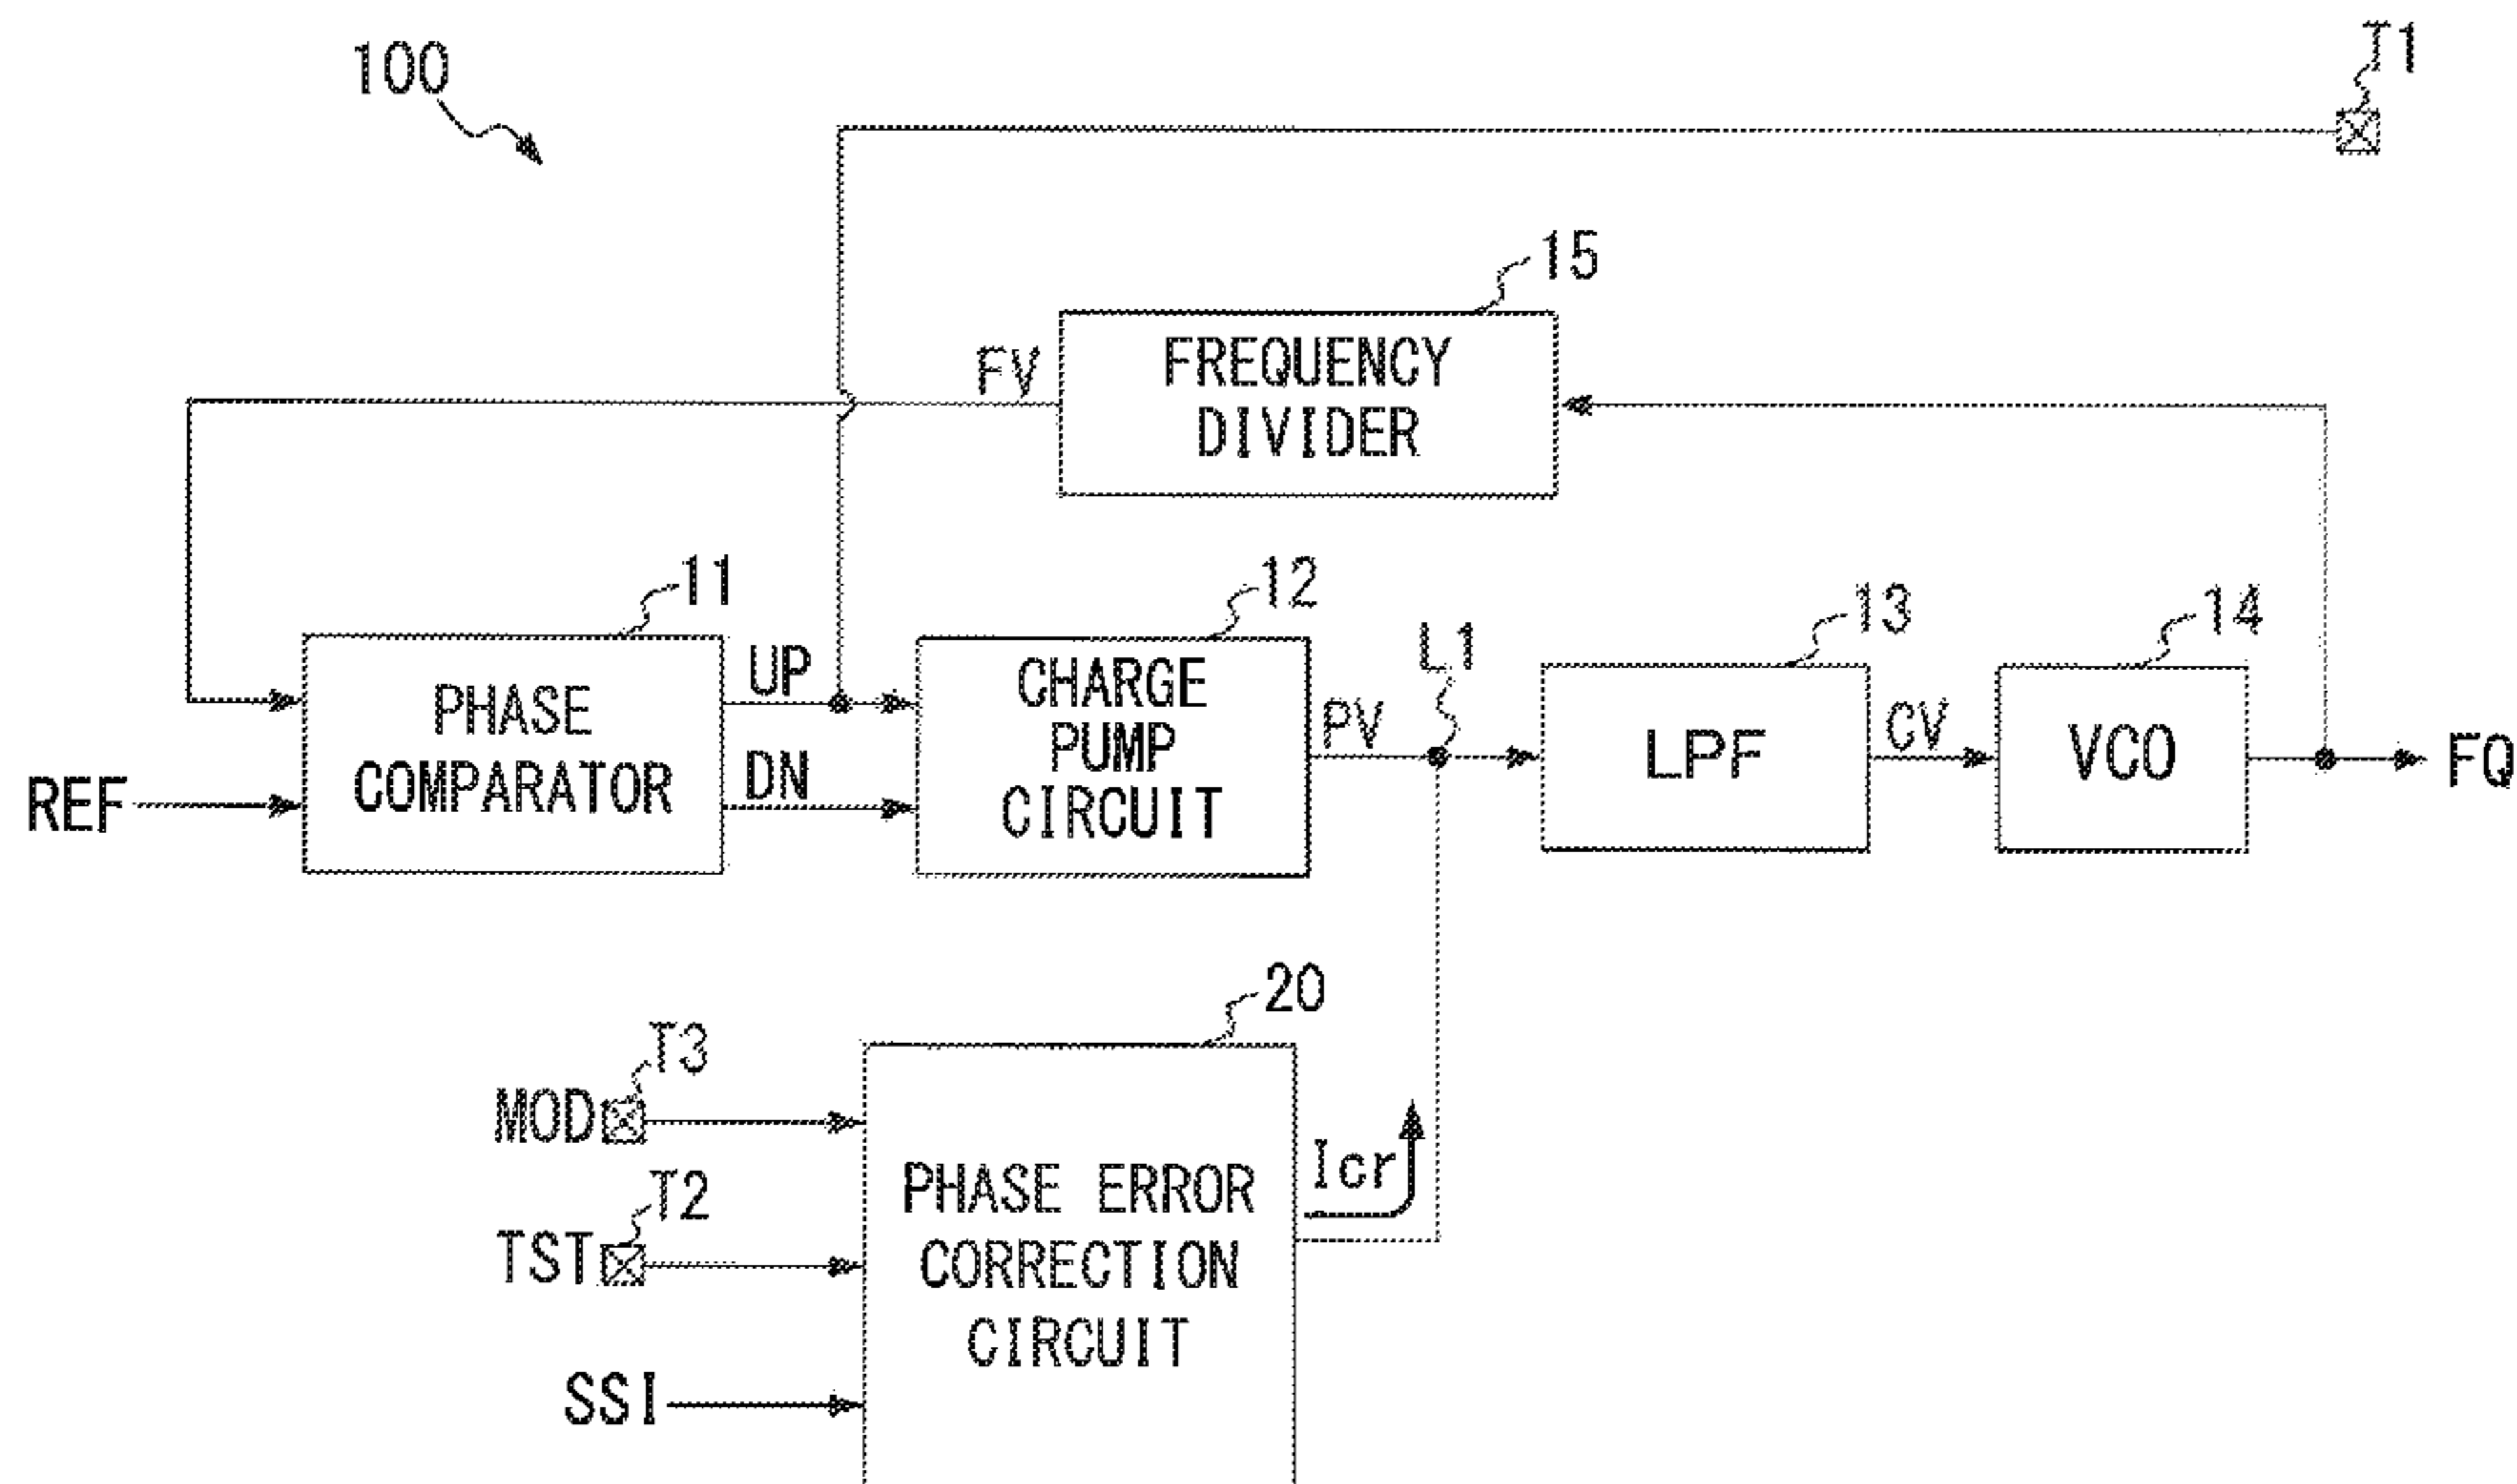 100
T1
15
FREQUENCY
DIVIDER
FV
11
12
L1
13
14
PHASE
COMPARATOR
UP
DN
CHARGE
PUMP
CIRCUIT
PV
LPF
CV
VCO
FQ
REF
20
T3
MOD
T2
TST
SSI
PHASE ERROR
CORRECTION
CIRCUIT
Icr